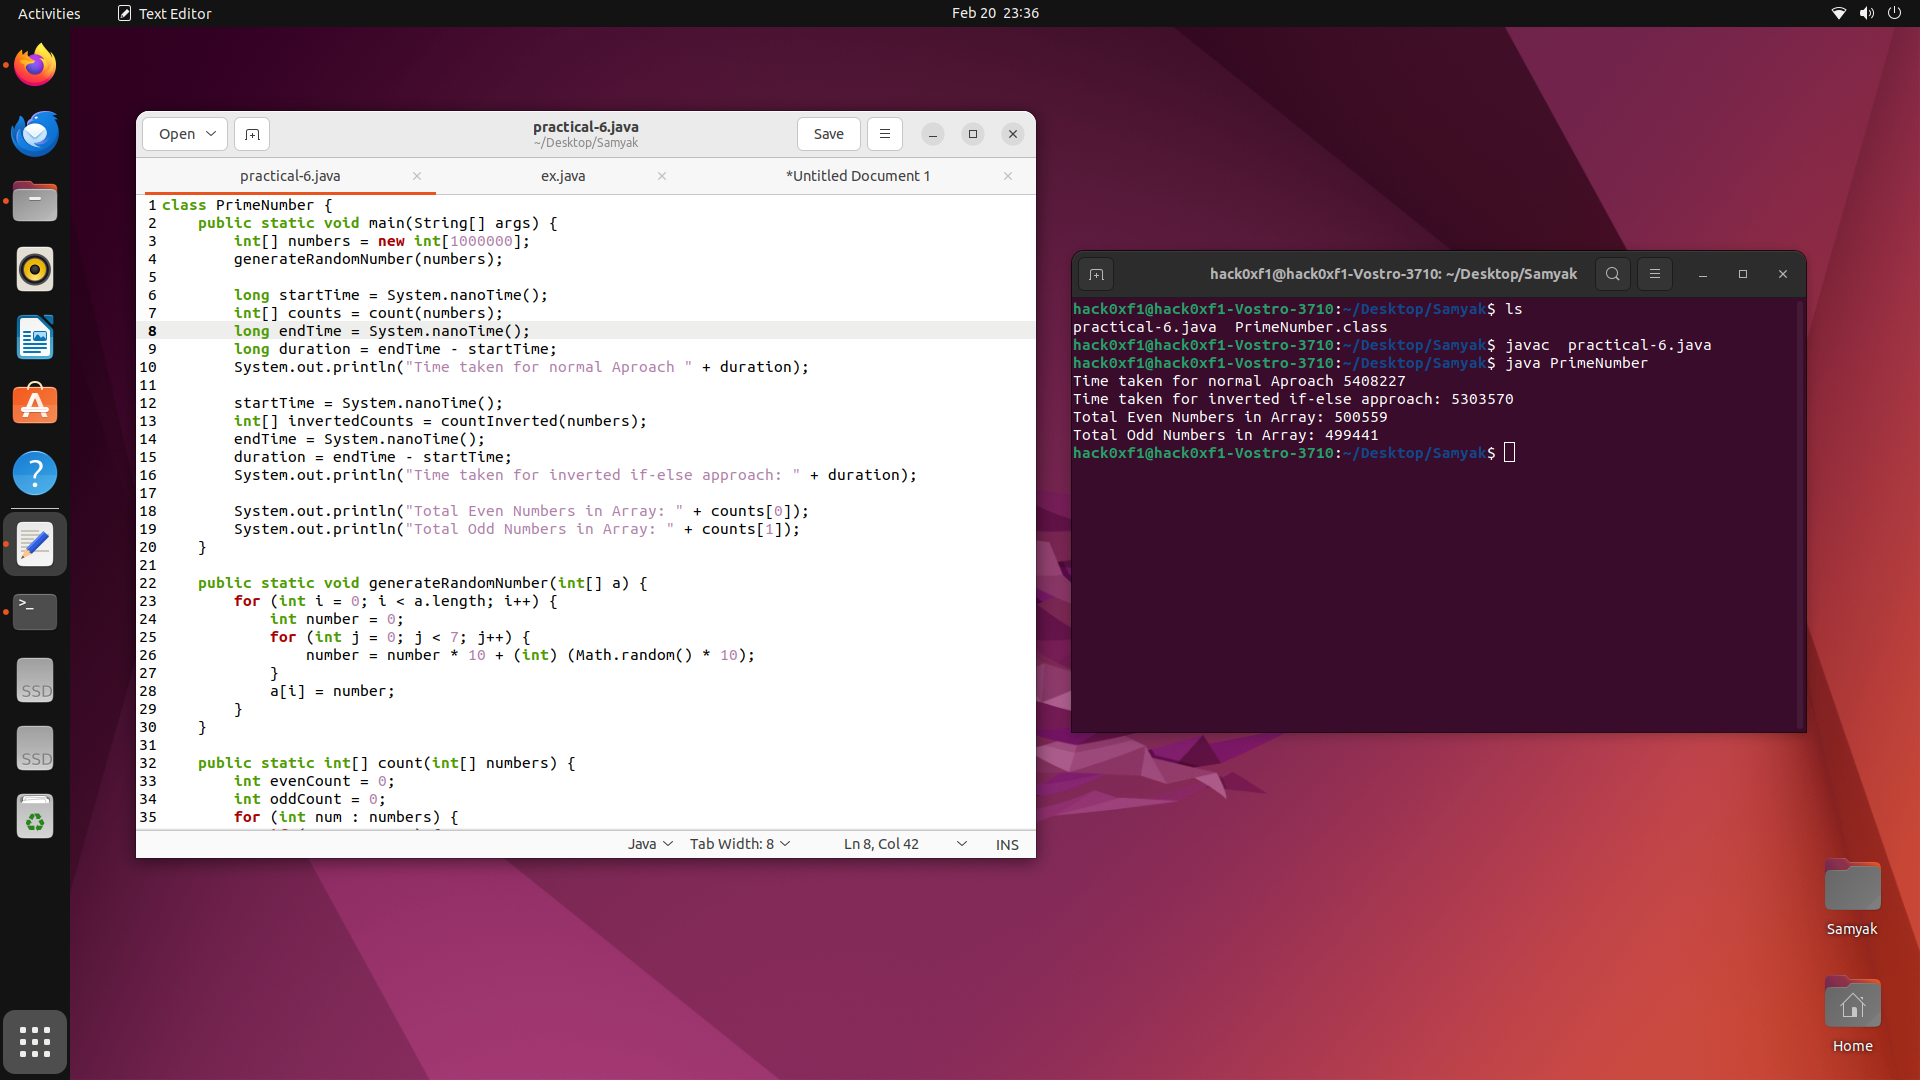 Activities
Text Editor
Feb 20 23:36
Open
practical-6.java
~/Desktop/Samyak
Save
practical-6.java
ex.java
*Untitled Document 1
1 class PrimeNumber {
2     public static void main(String[] args) {
3         int[] numbers = new int[1000000];
4         generateRandomNumber(numbers);
5
6         long startTime = System.nanoTime();
7         int[] counts = count(numbers);
8         long endTime = System.nanoTime();
9         long duration = endTime - startTime;
10         System.out.println("Time taken for normal Aproach " + duration);
11
12         startTime = System.nanoTime();
13         int[] invertedCounts = countInverted(numbers);
14         endTime = System.nanoTime();
15         duration = endTime - startTime;
16         System.out.println("Time taken for inverted if-else approach: " + duration);
17
18         System.out.println("Total Even Numbers in Array: " + counts[0]);
19         System.out.println("Total Odd Numbers in Array: " + counts[1]);
20     }
21
22     public static void generateRandomNumber(int[] a) {
23         for (int i = 0; i < a.length; i++) {
24             int number = 0;
25             for (int j = 0; j < 7; j++) {
26                 number = number * 10 + (int) (Math.random() * 10);
27             }
28             a[i] = number;
29         }
30     }
31
32     public static int[] count(int[] numbers) {
33         int evenCount = 0;
34         int oddCount = 0;
35         for (int num : numbers) {
Java
Tab Width: 8
Ln 8, Col 42
INS
hack0xf1@hack0xf1-Vostro-3710: ~/Desktop/Samyak
hack0xf1@hack0xf1-Vostro-3710:~/Desktop/Samyak$ ls
practical-6.java  PrimeNumber.class
hack0xf1@hack0xf1-Vostro-3710:~/Desktop/Samyak$ javac  practical-6.java
hack0xf1@hack0xf1-Vostro-3710:~/Desktop/Samyak$ java PrimeNumber
Time taken for normal Aproach 5408227
Time taken for inverted if-else approach: 5303570
Total Even Numbers in Array: 500559
Total Odd Numbers in Array: 499441
hack0xf1@hack0xf1-Vostro-3710:~/Desktop/Samyak$
SSD
SSD
Samyak
Home